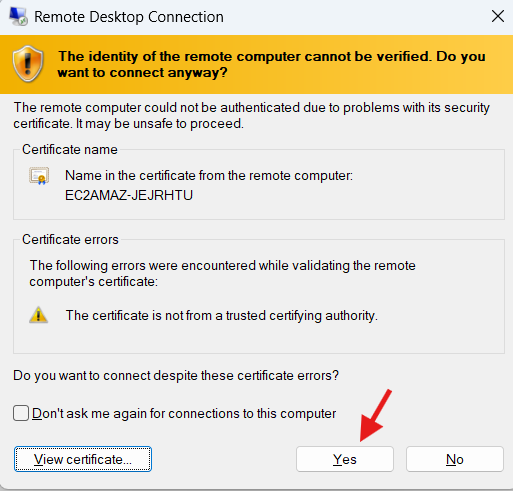 Remote Desktop Connection
The identity of the remote computer cannot be verified. Do you
want to connect anyway?
The remote computer could not be authenticated due to problems with its security
certificate. It may be unsafe to proceed.
Certificate name
Name in the certificate from the remote computer:
EC2AMAZ-JEJRHTU
Certificate errors
The following errors were encountered while validating the remote
computer's certificate:
The certificate is not from a trusted certifying authority.
Do you want to connect despite these certificate errors?
Don't ask me again for connections to this computer
View certificate...
Yes
No